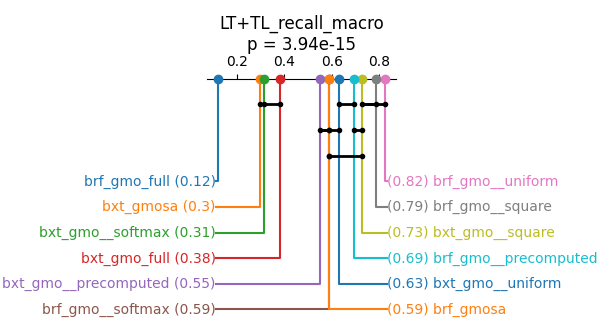 LT+TL_recall_macro
p = 3.94e-15
0.2 0.4 0.6 0.8
brf_gmo_full (0.12) (0.82) brf_gmo__uniform
bxt_gmosa (0.3) (0.79) brf_gmo__square
bxt_gmo__softmax (0.31) (0.73) bxt_gmo__square
bxt_gmo_full (0.38) (0.69) brf_gmo__precomputed
bxt_gmo__precomputed (0.55) (0.63) bxt_gmo__uniform
brf_gmo__softmax (0.59) (0.59) brf_gmosa